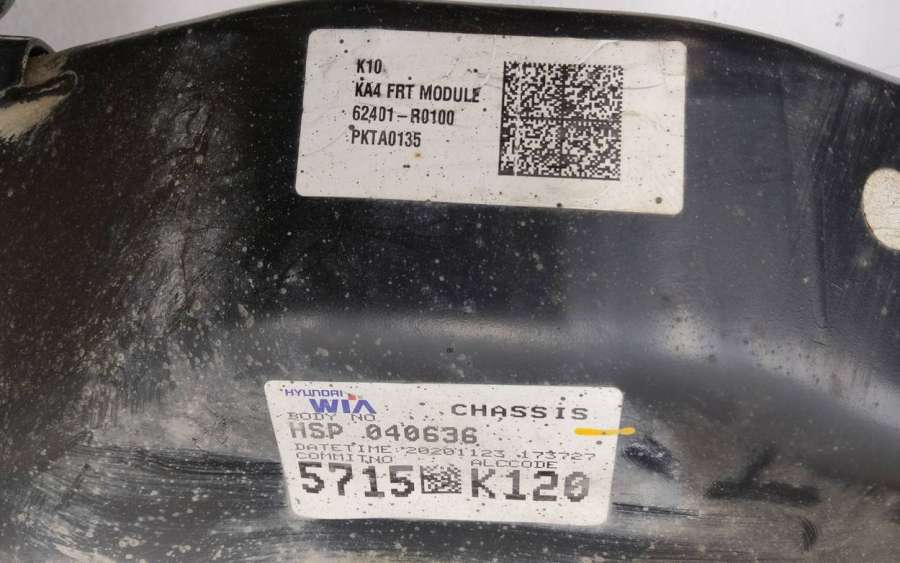 K10
KA4 FRT MODULE
62401-R0100
PKTA0135
HYUNDAI
WIA
CHASSIS
BODY NO
HSP 040636
DATETIME:20201123 173727
COMMITNO ALCCODE
5715 K120